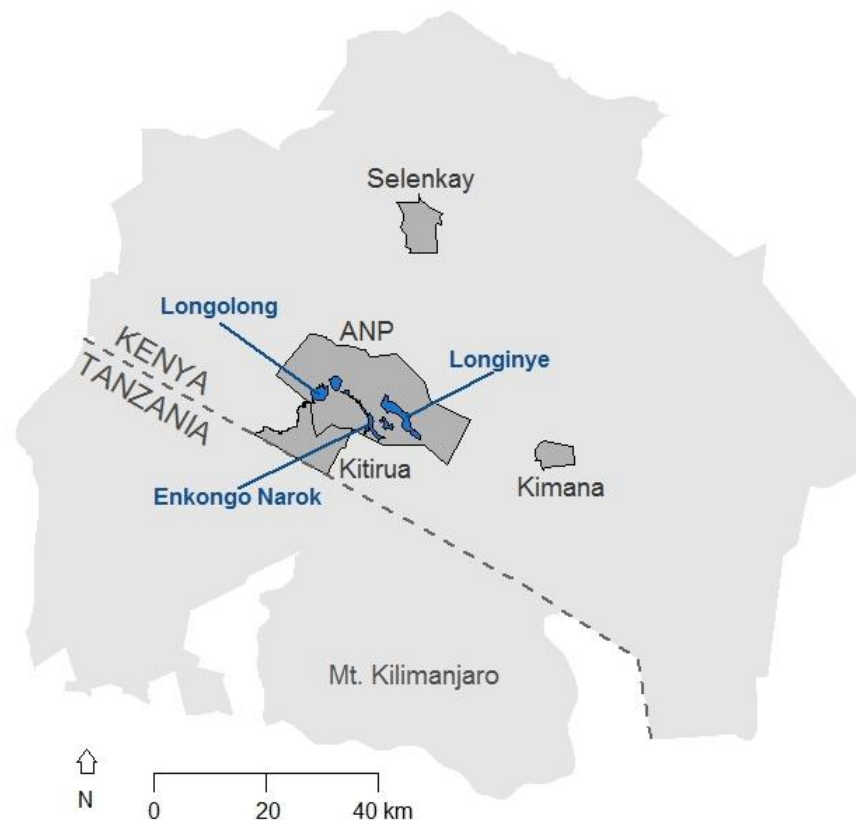 Selenkay
Longolong
ANP
KENYA
Longinye
TANZANIA
Kitirua
Kimana
Enkongo Narok
Mt. Kilimanjaro
N
0 20 40 km